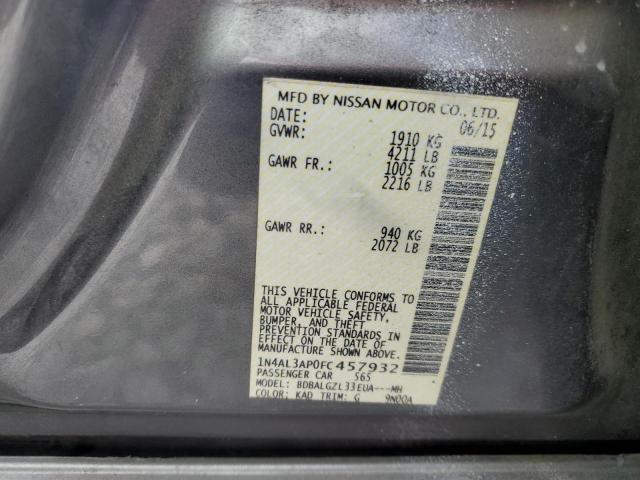 MFD BY NISSAN MOTOR CO., LTD.
DATE: 06/15
GVWR: 1910 KG
4211 LB
GAWR FR.: 1005 KG
2216 LB
GAWR RR.: 940 KG
2072 LB
THIS VEHICLE CONFORMS TO
ALL APPLICABLE FEDERAL
MOTOR VEHICLE SAFETY,
BUMPER, AND THEFT
PREVENTION STANDARDS IN
EFFECT ON THE DATE OF
MANUFACTURE SHOWN ABOVE.
1N4AL3AP0FC457932
PASSENGER CAR 565
MODEL: BDBALGZL33EUA---MH
COLOR: KAD TRIM: G 9N00A